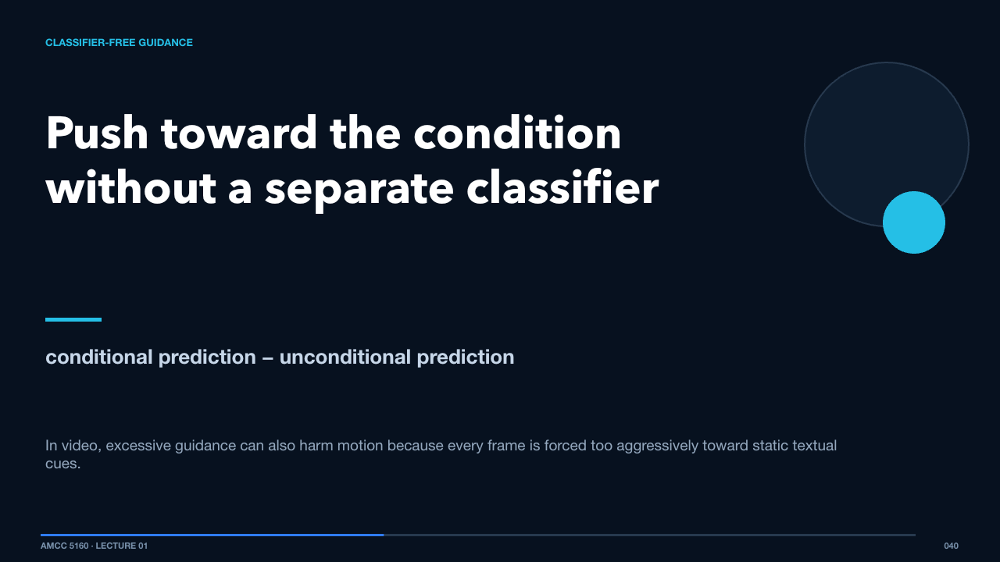 CLASSIFIER-FREE GUIDANCE
Push toward the condition
without a separate classifier
conditional prediction – unconditional prediction
In video, excessive guidance can also harm motion because every frame is forced too aggressively toward static textual
cues.
AMCC 5160 · LECTURE 01
040